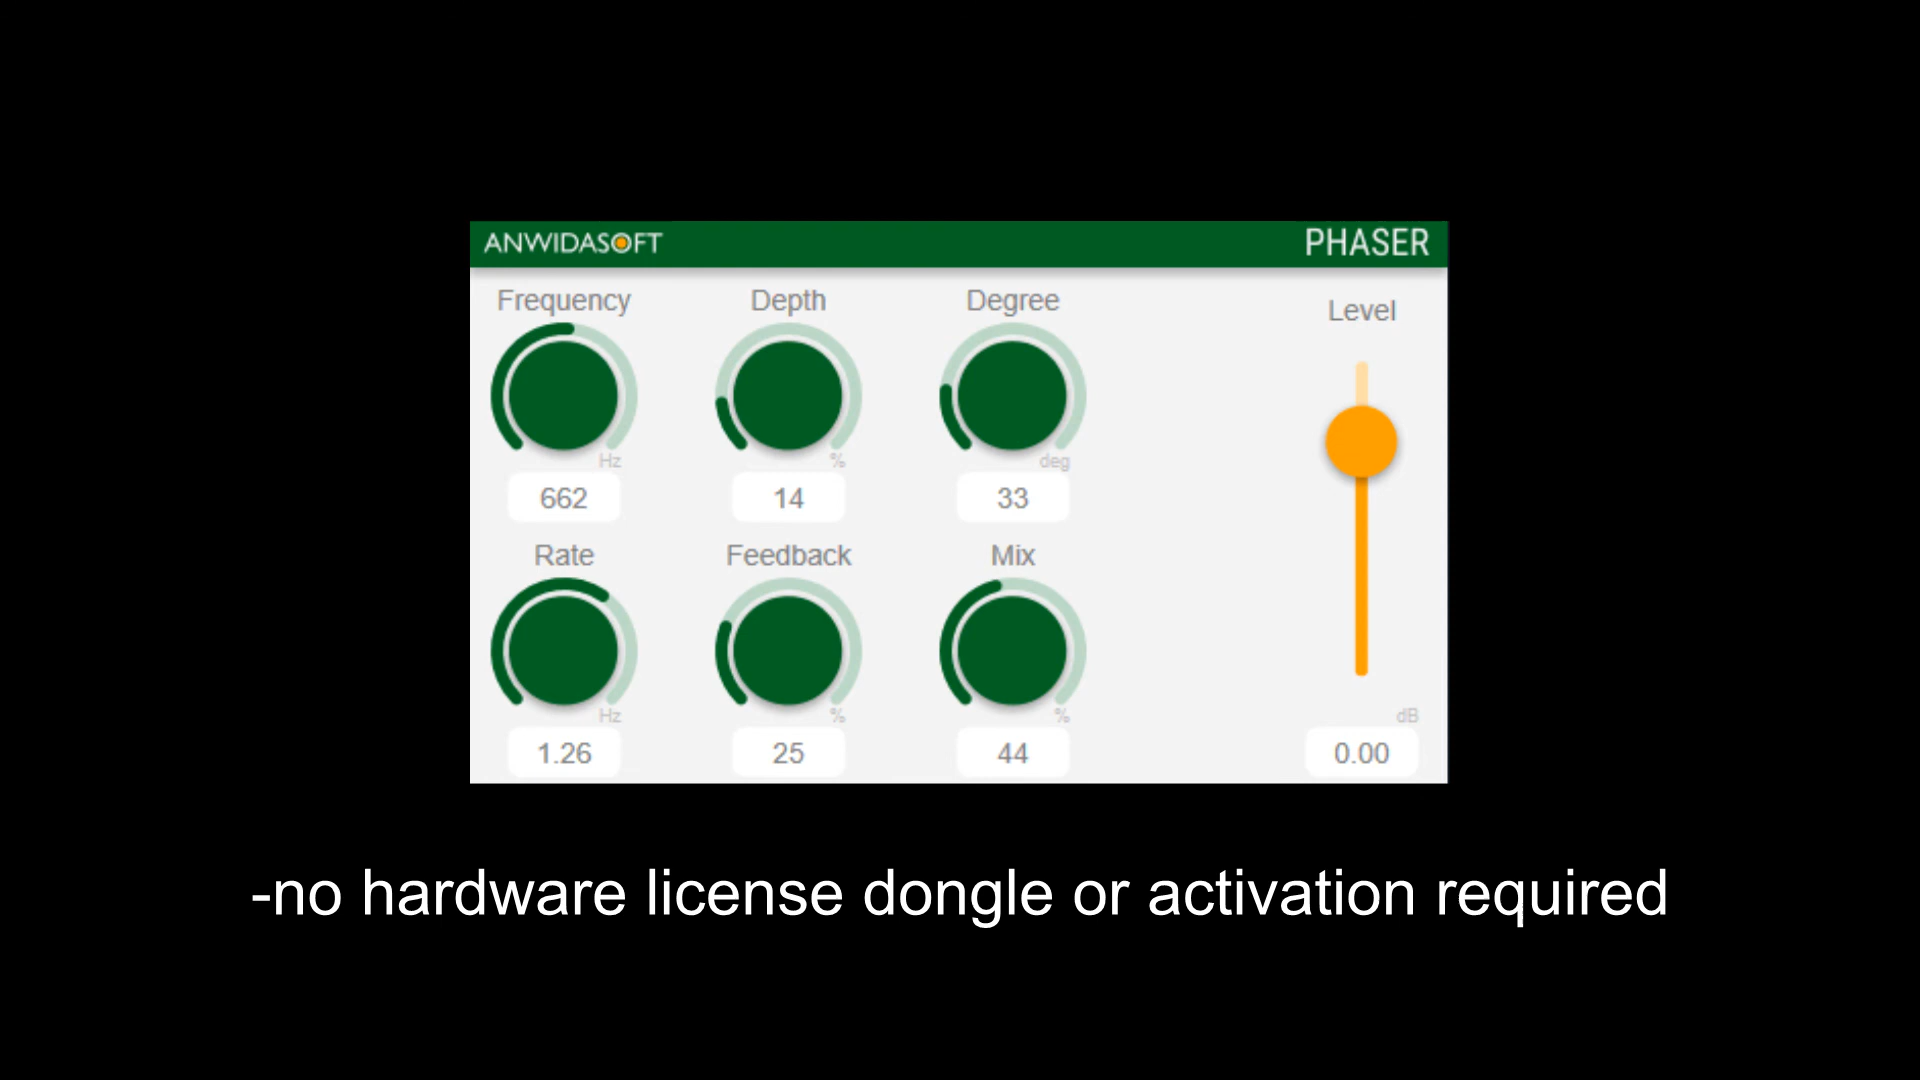 ANWIDASOFT PHASER
Frequency Depth Degree Level
Hz % deg
662 14 33
Rate Feedback Mix
Hz % % dB
1.26 25 44 0.00
-no hardware license dongle or activation required